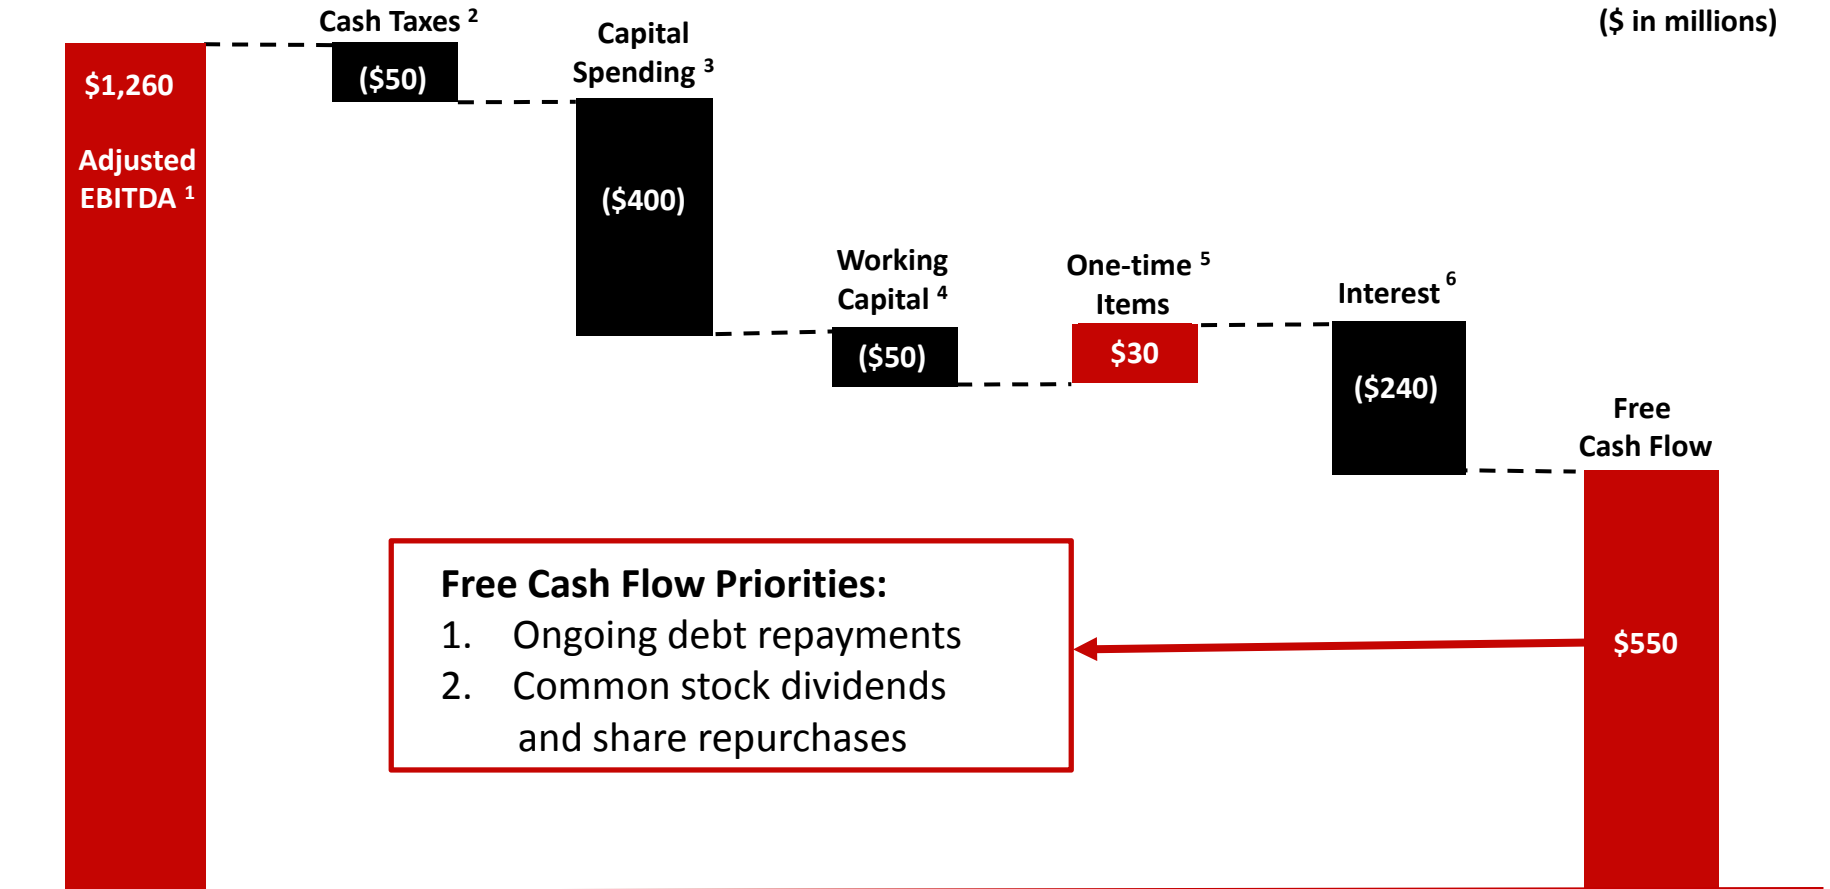 ($ in millions)
$1,260
Adjusted
EBITDA 1
Cash Taxes 2
($50)
Capital
Spending 3
($400)
Working
Capital 4
($50)
One-time 5
Items
$30
Interest 6
($240)
Free
Cash Flow
$550
Free Cash Flow Priorities:
1. Ongoing debt repayments
2. Common stock dividends
and share repurchases